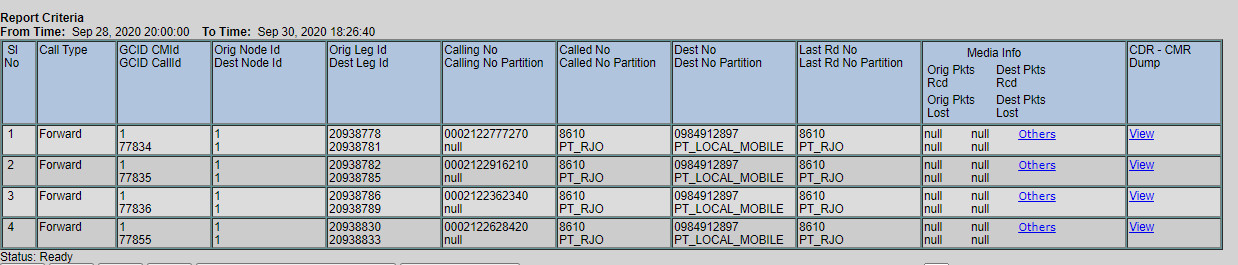 Report Criteria
From Time: Sep 28, 2020 20:00:00 To Time: Sep 30, 2020 18:26:40
Sl No Call Type GCID CMId GCID CallId Orig Node Id Dest Node Id Orig Leg Id Dest Leg Id Calling No Calling No Partition Called No Called No Partition Dest No Dest No Partition Last Rd No Last Rd No Partition Media Info Orig Pkts Rcd Dest Pkts Rcd Orig Pkts Lost Dest Pkts Lost CDR - CMR Dump
1 Forward 1 1 20938778 0002122777270 8610 0984912897 8610 null null Others View
77834 1 20938781 null PT_RJO PT_LOCAL_MOBILE PT_RJO null null
2 Forward 1 1 20938782 0002122916210 8610 0984912897 8610 null null Others View
77835 1 20938785 null PT_RJO PT_LOCAL_MOBILE PT_RJO null null
3 Forward 1 1 20938786 0002122362340 8610 0984912897 8610 null null Others View
77836 1 20938789 null PT_RJO PT_LOCAL_MOBILE PT_RJO null null
4 Forward 1 1 20938830 0002122628420 8610 0984912897 8610 null null Others View
77855 1 20938833 null PT_RJO PT_LOCAL_MOBILE PT_RJO null null
Status: Ready